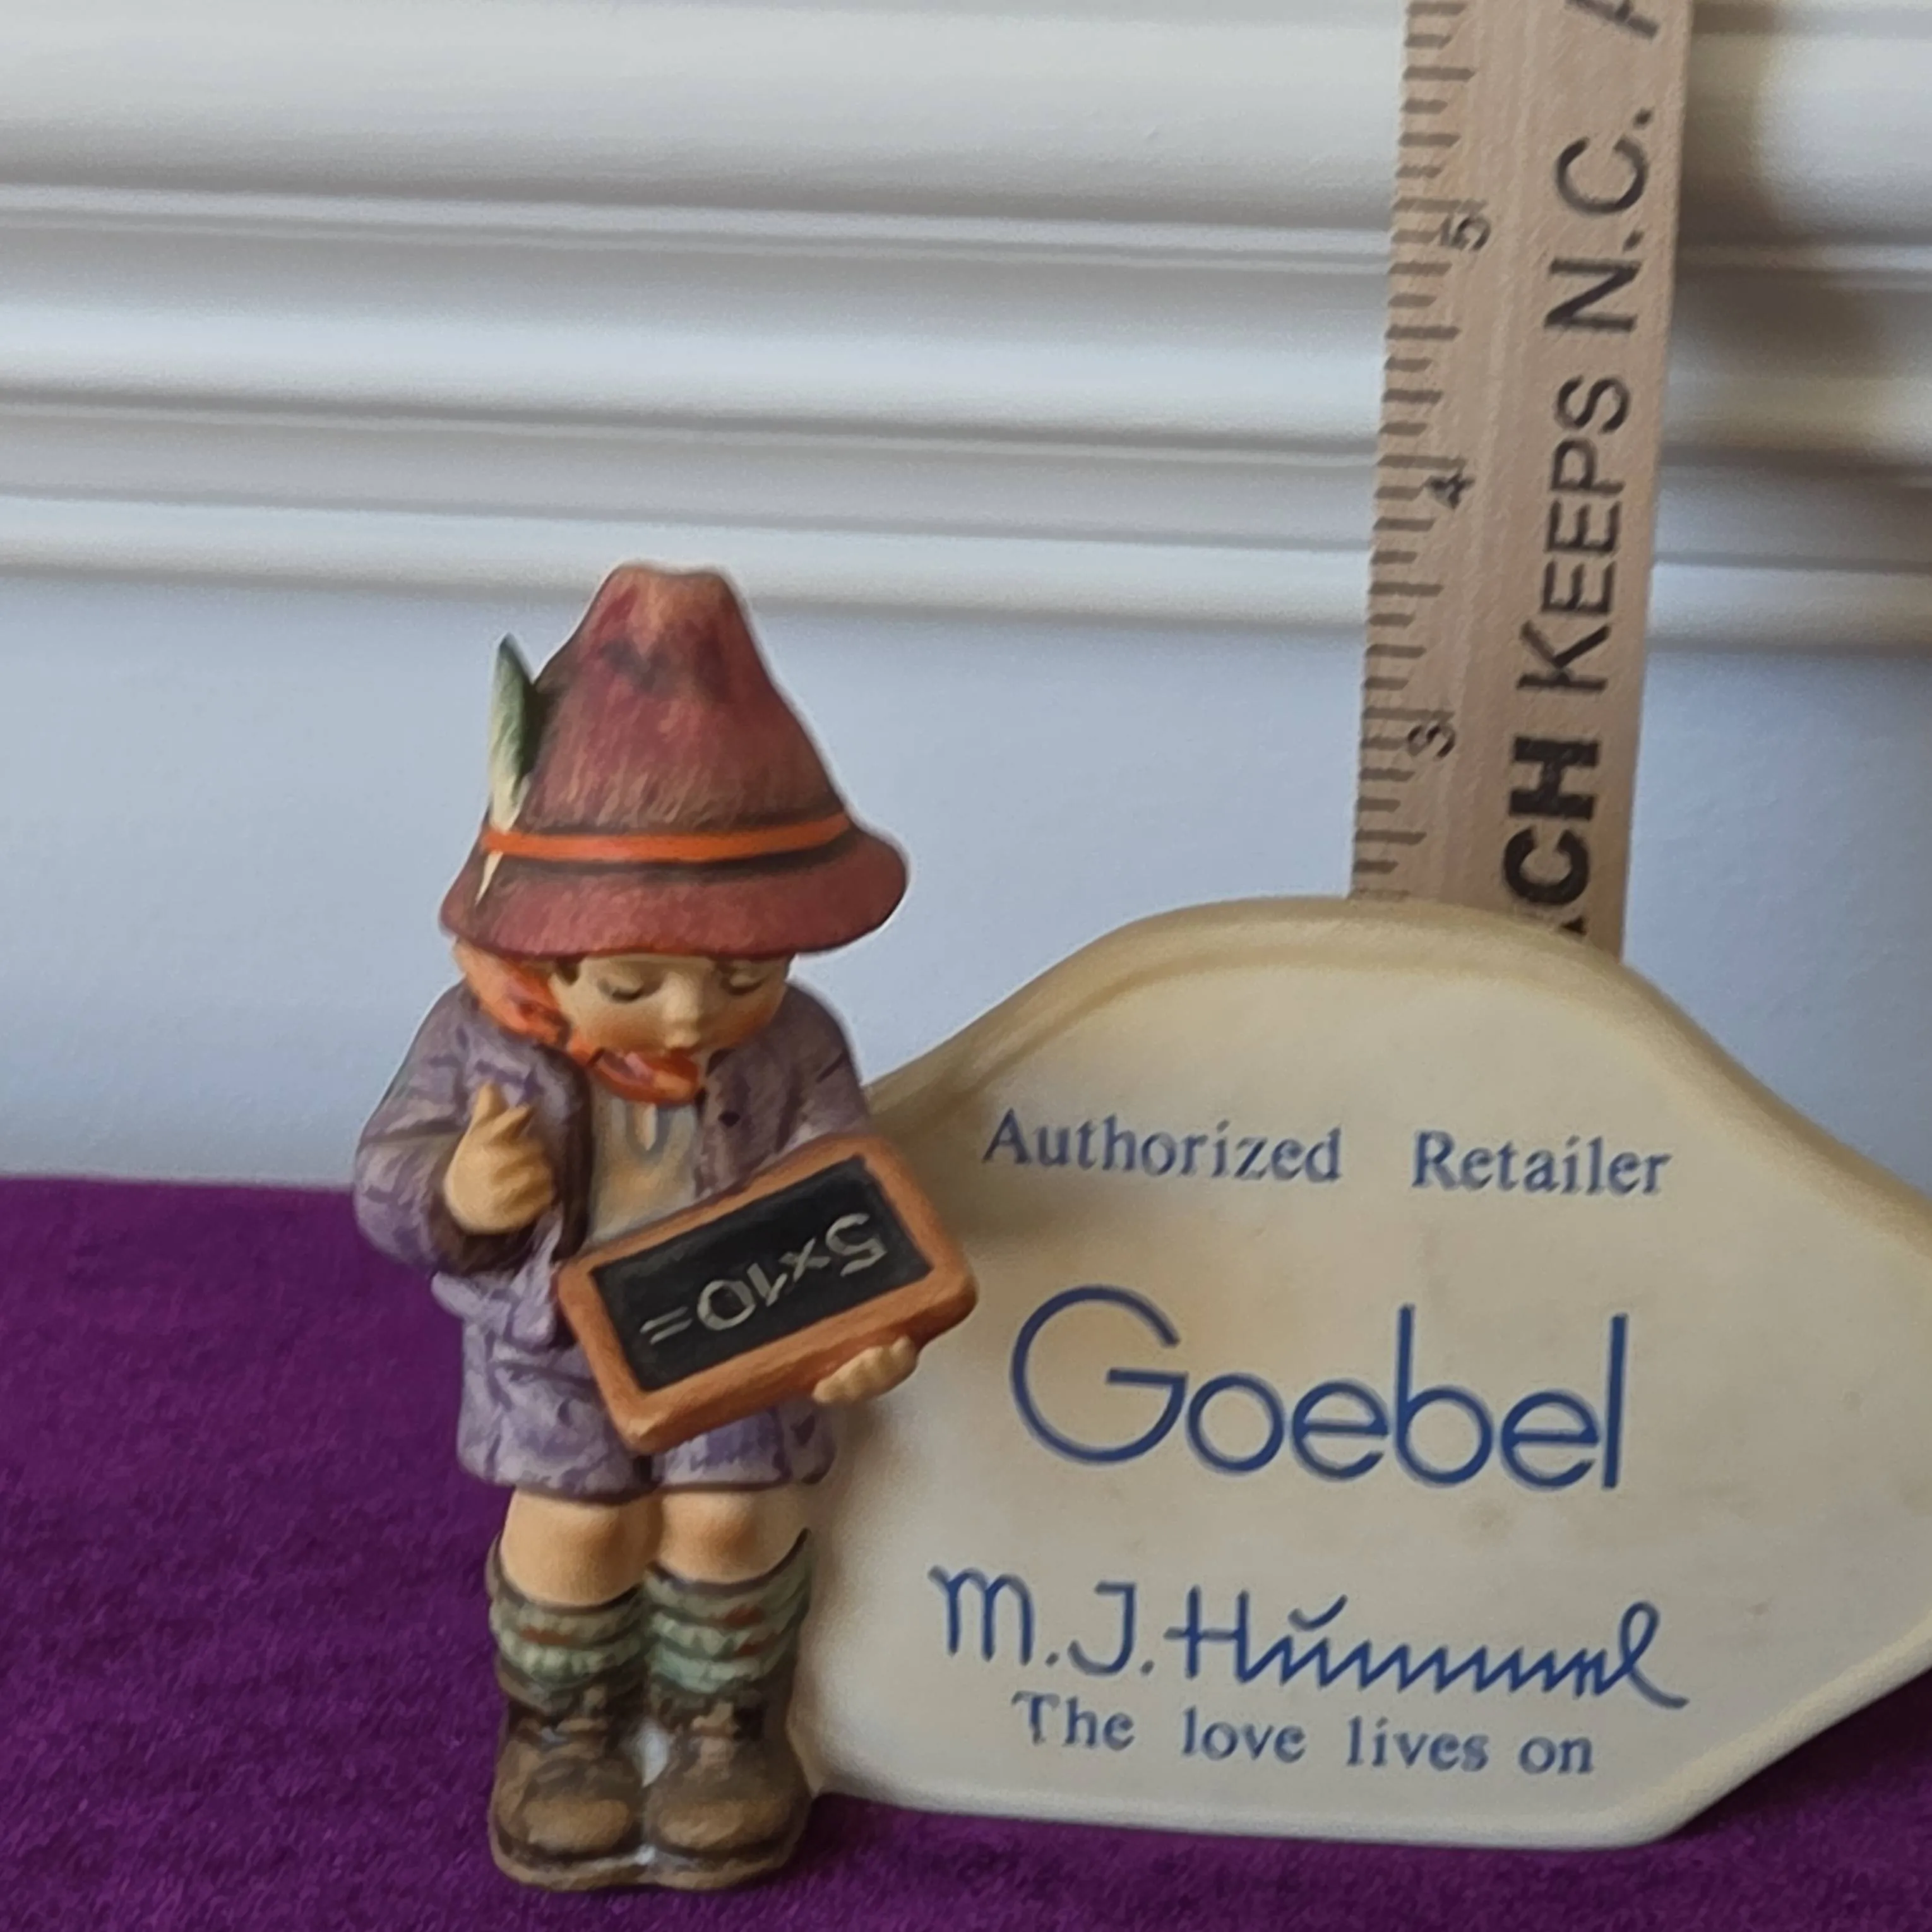 5
4
3
CH KEEPS N.C.
5x10=
Authorized Retailer
Goebel
M.J.Hummel
The love lives on